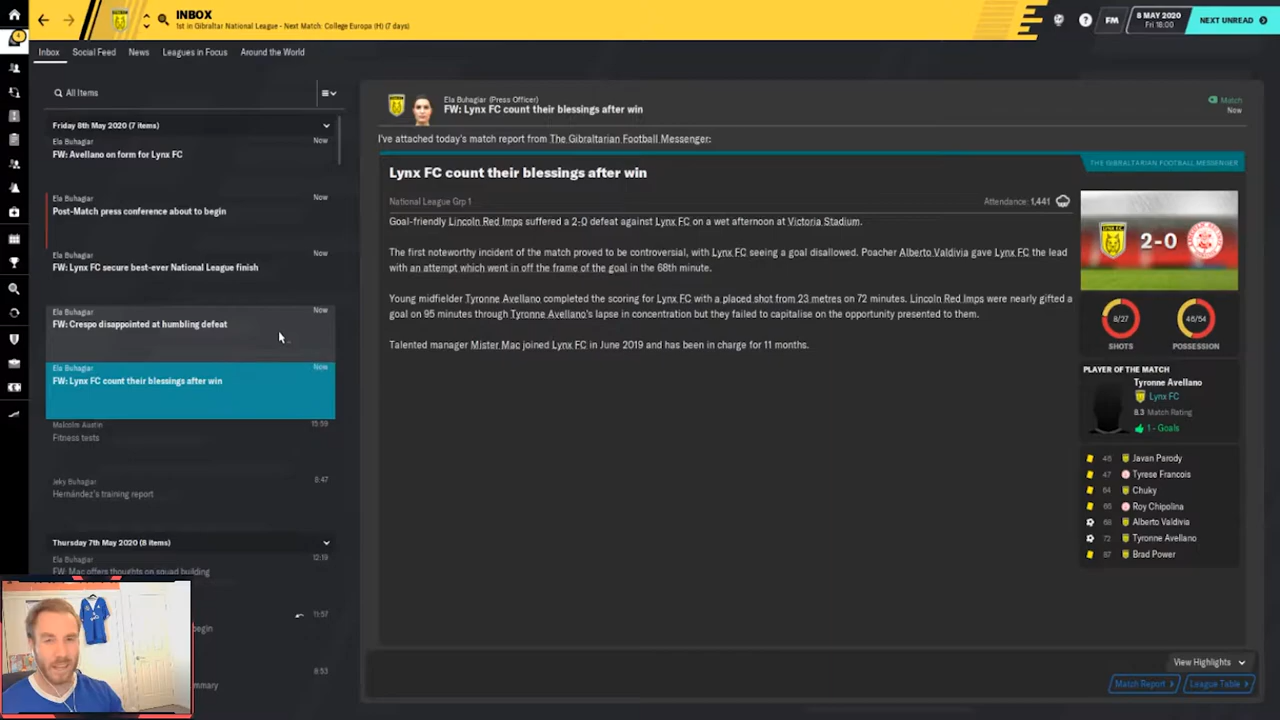 INBOX
1st in Gibraltar National League - Next Match: College Europa (H) (7 days)
FM
8 MAY 2020
Fri 18:00
NEXT UNREAD
4
Inbox
Social Feed
News
Leagues in Focus
Around the World
All Items
Friday 8th May 2020 (7 items)
Ela Buhagiar
Now
FW: Avellano on form for Lynx FC
Ela Buhagiar
Now
Post-Match press conference about to begin
Ela Buhagiar
Now
FW: Lynx FC secure best-ever National League finish
Ela Buhagiar
Now
FW: Crespo disappointed at humbling defeat
Ela Buhagiar
Now
FW: Lynx FC count their blessings after win
Malcolm Austin
15:59
Fitness tests
Jeky Buhagiar
8:47
Hernández's training report
Thursday 7th May 2020 (8 items)
Ela Buhagiar
12:19
FW: Mac offers thoughts on squad building
11:57
begin
8:53
mmary
Ela Buhagiar (Press Officer)
FW: Lynx FC count their blessings after win
Match
Now
I've attached today's match report from The Gibraltarian Football Messenger:
THE GIBRALTARIAN FOOTBALL MESSENGER
Lynx FC count their blessings after win
National League Grp 1
Attendance: 1,441
Goal-friendly Lincoln Red Imps suffered a 2-0 defeat against Lynx FC on a wet afternoon at Victoria Stadium.
The first noteworthy incident of the match proved to be controversial, with Lynx FC seeing a goal disallowed. Poacher Alberto Valdivia gave Lynx FC the lead
with an attempt which went in off the frame of the goal in the 68th minute.
Young midfielder Tyronne Avellano completed the scoring for Lynx FC with a placed shot from 23 metres on 72 minutes. Lincoln Red Imps were nearly gifted a
goal on 95 minutes through Tyronne Avellano's lapse in concentration but they failed to capitalise on the opportunity presented to them.
Talented manager Mister Mac joined Lynx FC in June 2019 and has been in charge for 11 months.
2-0
8/27
SHOTS
46/54
POSSESSION
PLAYER OF THE MATCH
Tyronne Avellano
Lynx FC
8.3 Match Rating
1 - Goals
48 Javan Parody
47 Tyrese Francois
64 Chuky
66 Roy Chipolina
68 Alberto Valdivia
72 Tyronne Avellano
87 Brad Power
View Highlights
Match Report
League Table